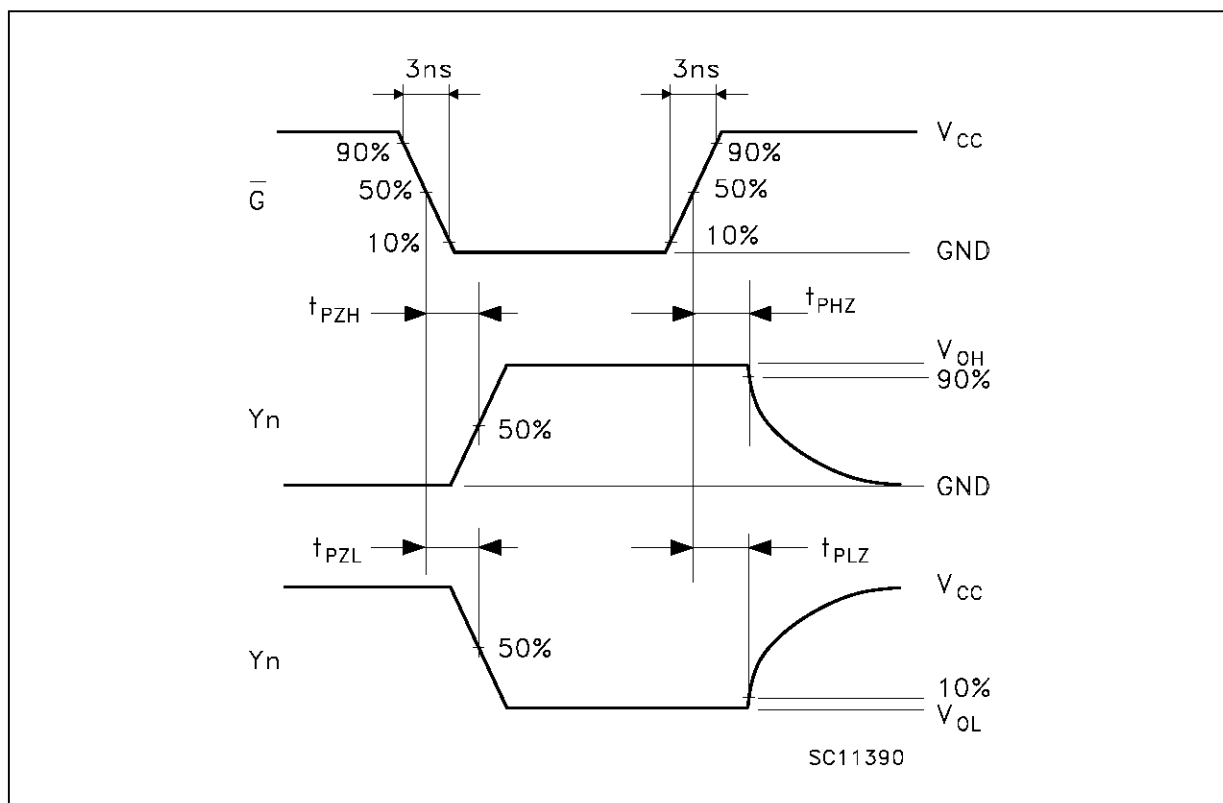 3ns 3ns
V_CC
90% 90%
G̅ 50% 50%
10% 10%
GND
t_PZH t_PHZ
V_OH
90%
Yn 50%
GND
t_PZL t_PLZ
V_CC
Yn 50%
10%
V_OL
SC11390